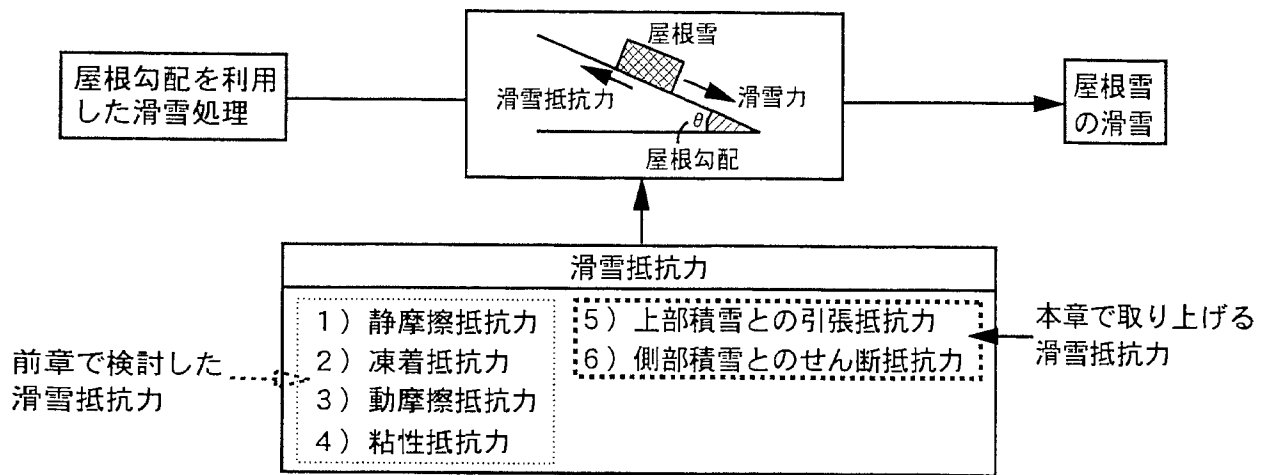 屋根勾配を利用
した滑雪処理
屋根雪
滑雪抵抗力
滑雪力
θ
屋根勾配
屋根雪
の滑雪
滑雪抵抗力
1）静摩擦抵抗力
2）凍着抵抗力
3）動摩擦抵抗力
4）粘性抵抗力
5）上部積雪との引張抵抗力
6）側部積雪とのせん断抵抗力
前章で検討した
滑雪抵抗力
本章で取り上げる
滑雪抵抗力